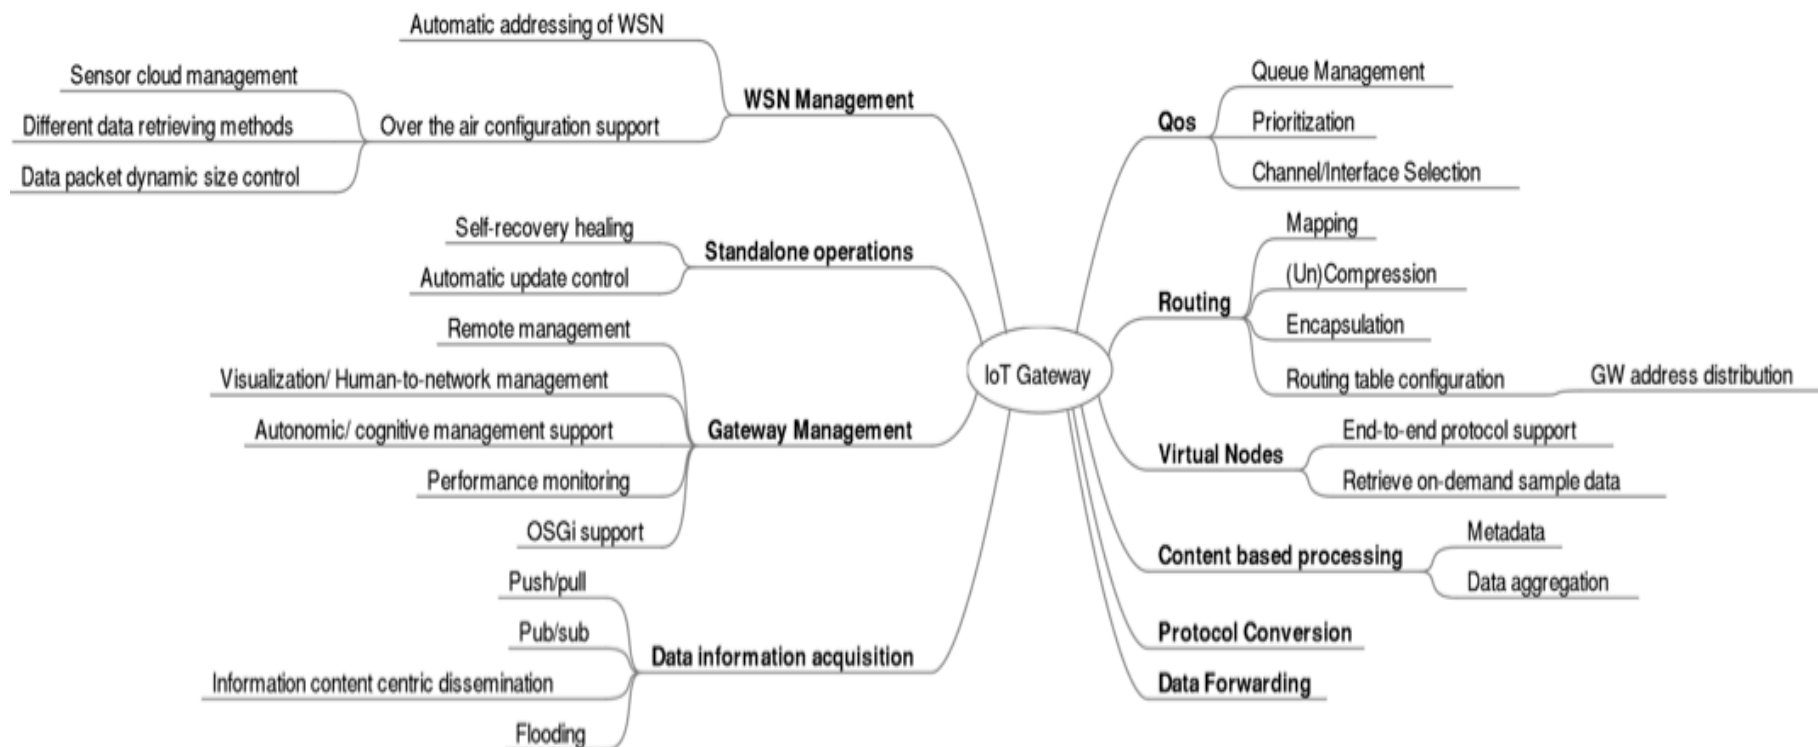 Automatic addressing of WSN
Sensor cloud management
Different data retrieving methods
Data packet dynamic size control
Over the air configuration support
WSN Management
Self-recovery healing
Automatic update control
Standalone operations
Remote management
Visualization/ Human-to-network management
Autonomic/ cognitive management support
Performance monitoring
OSGi support
Gateway Management
Push/pull
Pub/sub
Information content centric dissemination
Flooding
Data information acquisition
IoT Gateway
Qos
Queue Management
Prioritization
Channel/Interface Selection
Routing
Mapping
(Un)Compression
Encapsulation
Routing table configuration
GW address distribution
Virtual Nodes
End-to-end protocol support
Retrieve on-demand sample data
Content based processing
Metadata
Data aggregation
Protocol Conversion
Data Forwarding